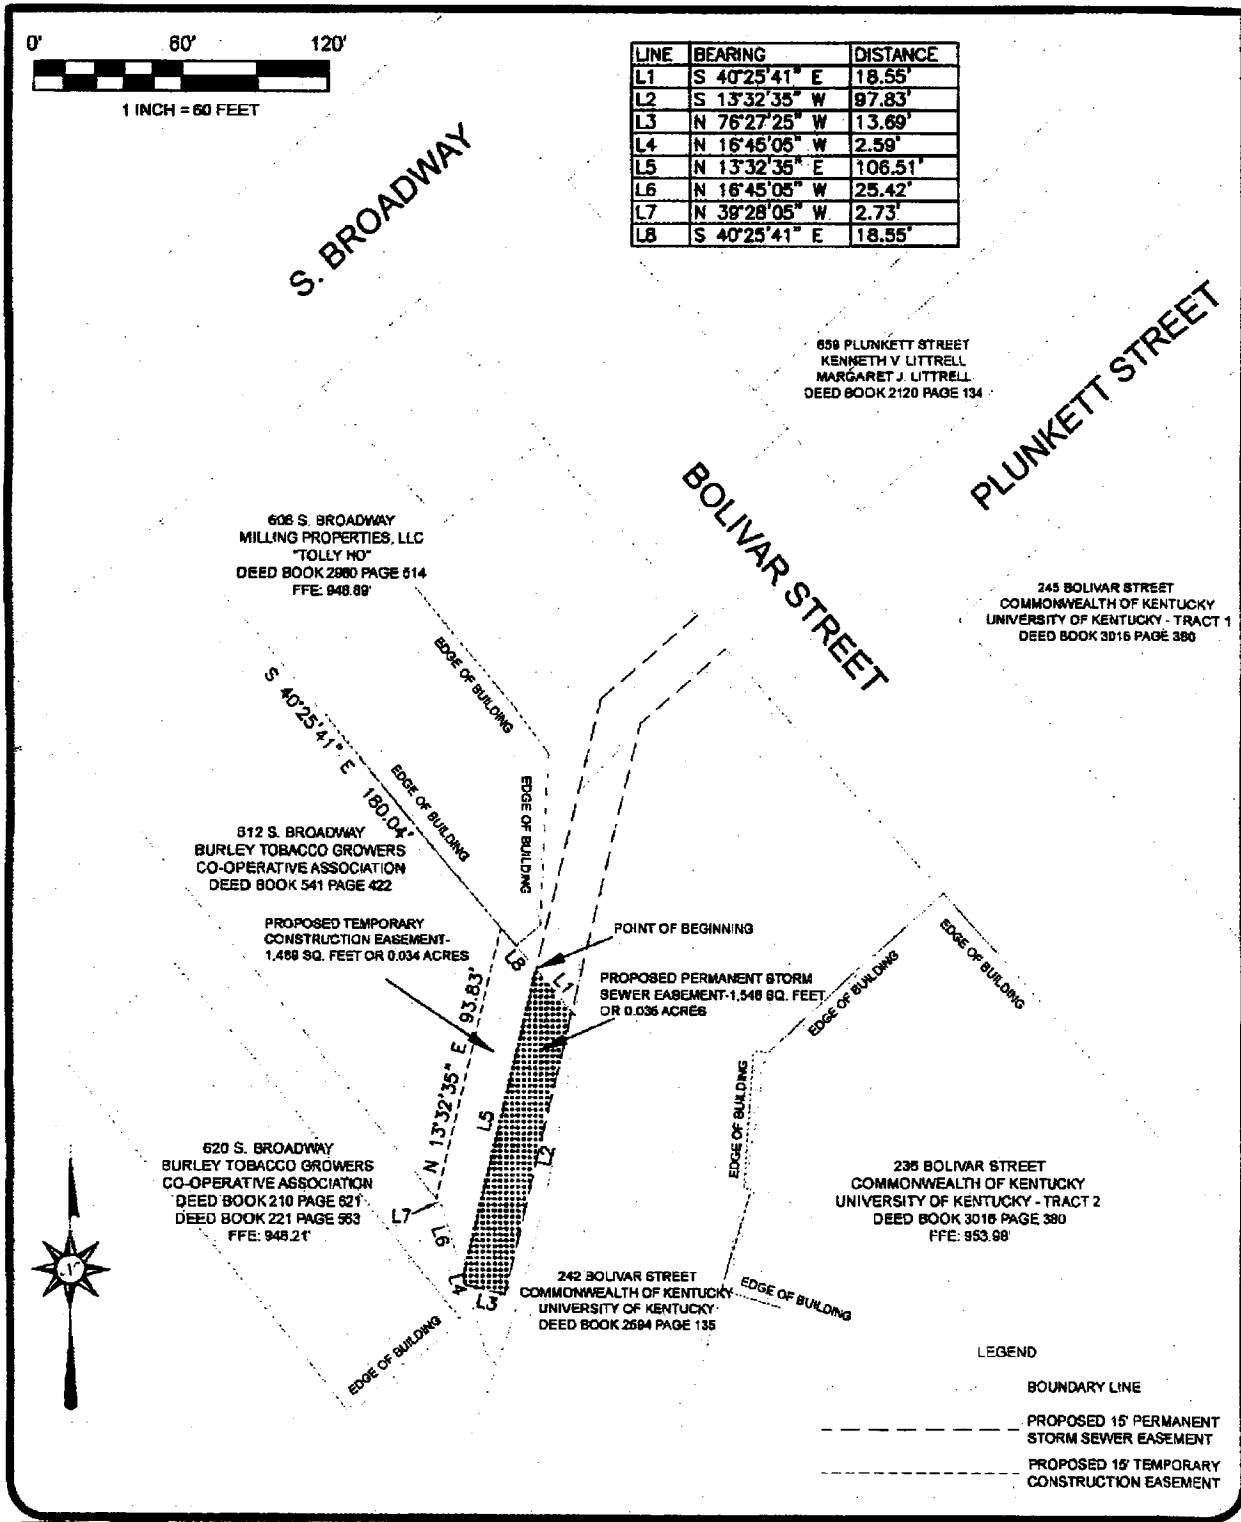 0' 60' 120'
1 INCH = 60 FEET
LINE BEARING DISTANCE
L1 S 40°25'41" E 18.55'
L2 S 13°32'35" W 97.83'
L3 N 76°27'25" W 13.69'
L4 N 16°45'05" W 2.59'
L5 N 13°32'35" E 106.51'
L6 N 16°45'05" W 25.42'
L7 N 39°28'05" W 2.73'
L8 S 40°25'41" E 18.55'
S. BROADWAY
PLUNKETT STREET
BOLIVAR STREET
659 PLUNKETT STREET
KENNETH V LITTRELL
MARGARET J. LITTRELL
DEED BOOK 2120 PAGE 134
606 S. BROADWAY
MILLING PROPERTIES, LLC
"TOLLY HO"
DEED BOOK 2980 PAGE 614
FFE: 948.89'
245 BOLIVAR STREET
COMMONWEALTH OF KENTUCKY
UNIVERSITY OF KENTUCKY - TRACT 1
DEED BOOK 3016 PAGE 380
EDGE OF BUILDING
S 40°25'41" E 180.04'
EDGE OF BUILDING
EDGE OF BUILDING
612 S. BROADWAY
BURLEY TOBACCO GROWERS
CO-OPERATIVE ASSOCIATION
DEED BOOK 541 PAGE 422
PROPOSED TEMPORARY
CONSTRUCTION EASEMENT-
1,469 SQ. FEET OR 0.034 ACRES
POINT OF BEGINNING
L8
L1
PROPOSED PERMANENT STORM
SEWER EASEMENT-1,546 SQ. FEET
OR 0.035 ACRES
EDGE OF BUILDING
EDGE OF BUILDING
EDGE OF BUILDING
N 13°32'35" E 93.83'
L5
L2
620 S. BROADWAY
BURLEY TOBACCO GROWERS
CO-OPERATIVE ASSOCIATION
DEED BOOK 210 PAGE 621
DEED BOOK 221 PAGE 563
FFE: 948.21'
L7
L6
L4
L3
236 BOLIVAR STREET
COMMONWEALTH OF KENTUCKY
UNIVERSITY OF KENTUCKY - TRACT 2
DEED BOOK 3016 PAGE 380
FFE: 953.98'
N
242 BOLIVAR STREET
COMMONWEALTH OF KENTUCKY
UNIVERSITY OF KENTUCKY
DEED BOOK 2594 PAGE 135
EDGE OF BUILDING
EDGE OF BUILDING
LEGEND
BOUNDARY LINE
PROPOSED 15' PERMANENT
STORM SEWER EASEMENT
PROPOSED 15' TEMPORARY
CONSTRUCTION EASEMENT